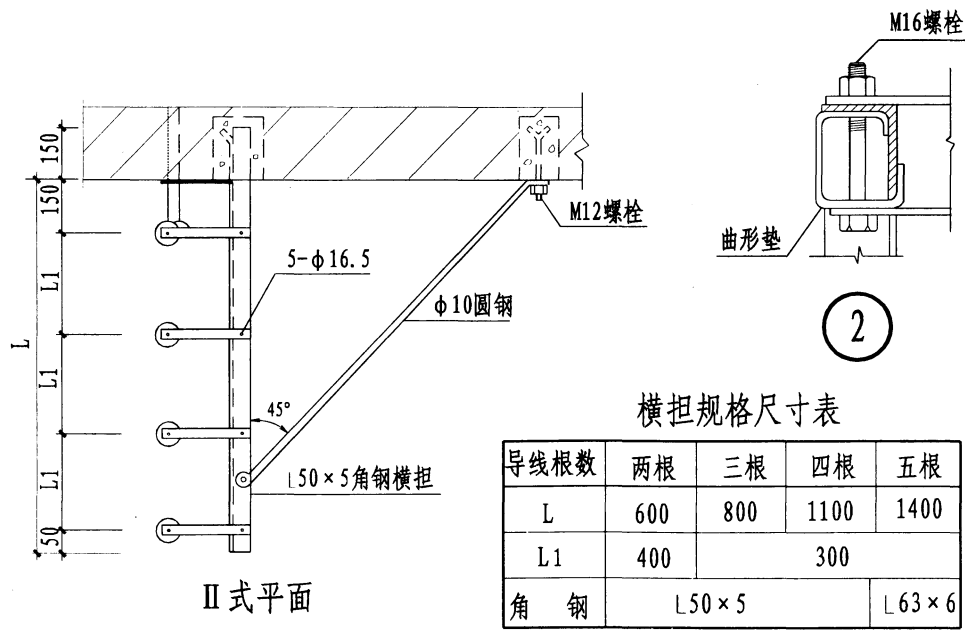 M16螺栓
150
150
M12螺栓
曲形垫
5-φ16.5
L1
φ10圆钢
2
L
L1
45°
横担规格尺寸表
导线根数 两根 三根 四根 五根
L50×5角钢横担
L1
L 600 800 1100 1400
50
L1 400 300
II式平面
角 钢 L50×5 L63×6